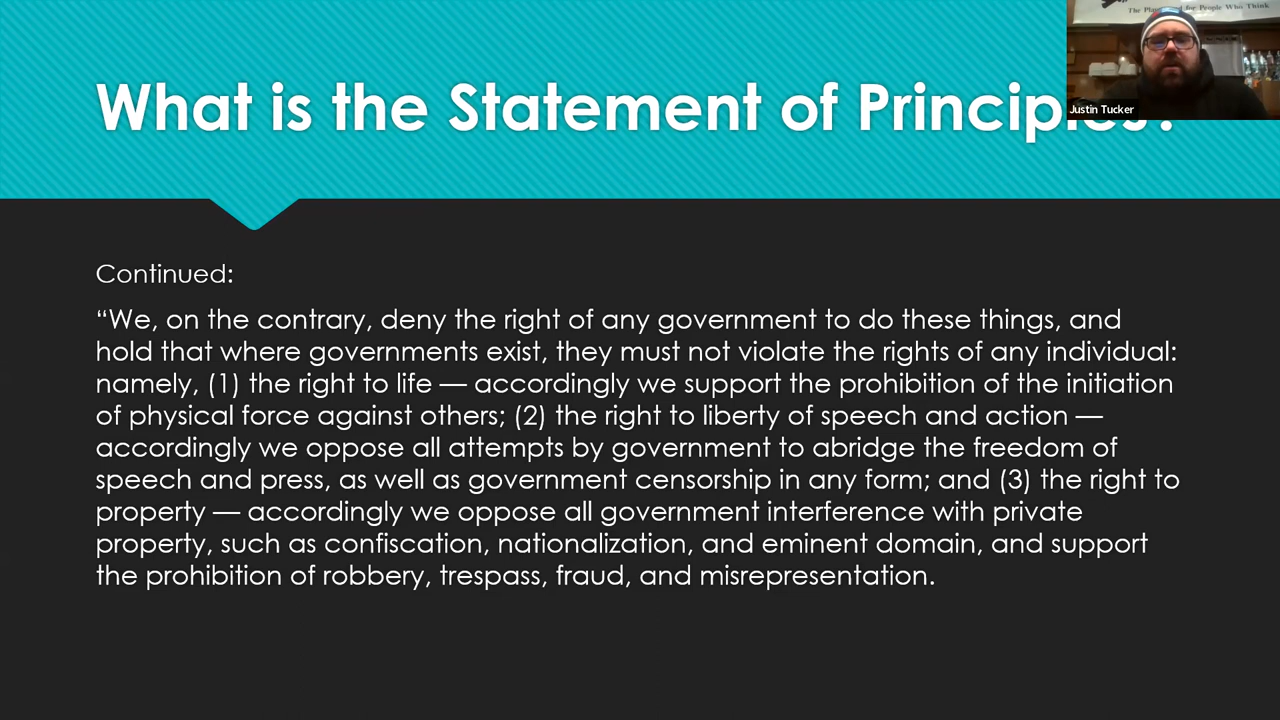 The Place for People Who Think
What is the Statement of Principles?
Justin Tucker
Continued:
“We, on the contrary, deny the right of any government to do these things, and
hold that where governments exist, they must not violate the rights of any individual:
namely, (1) the right to life — accordingly we support the prohibition of the initiation
of physical force against others; (2) the right to liberty of speech and action —
accordingly we oppose all attempts by government to abridge the freedom of
speech and press, as well as government censorship in any form; and (3) the right to
property — accordingly we oppose all government interference with private
property, such as confiscation, nationalization, and eminent domain, and support
the prohibition of robbery, trespass, fraud, and misrepresentation.